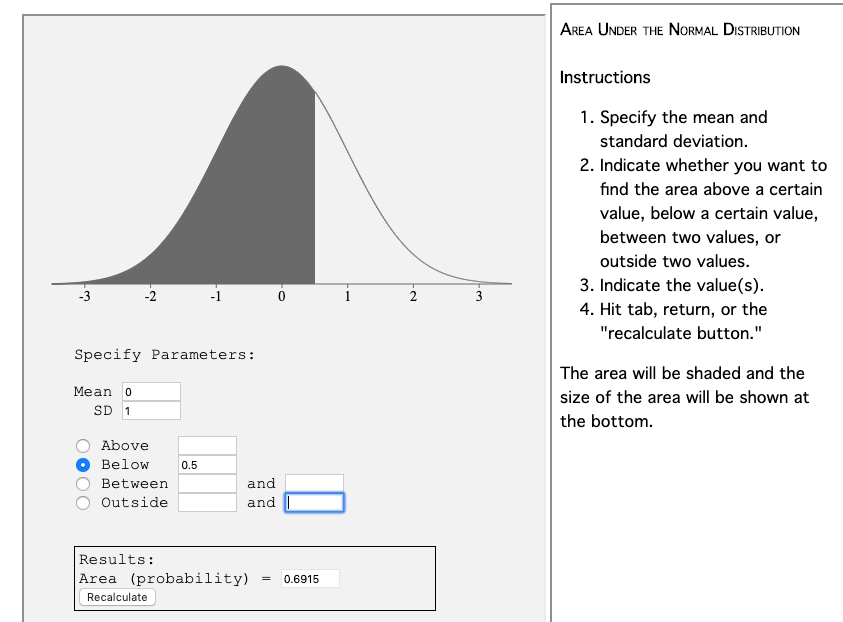 -3 -2 -1 0 1 2 3
Specify Parameters:
Mean 0
SD 1
Above
Below 0.5
Between and
Outside and
Results:
Area (probability) = 0.6915
Recalculate
AREA UNDER THE NORMAL DISTRIBUTION
Instructions
1. Specify the mean and
standard deviation.
2. Indicate whether you want to
find the area above a certain
value, below a certain value,
between two values, or
outside two values.
3. Indicate the value(s).
4. Hit tab, return, or the
"recalculate button."
The area will be shaded and the
size of the area will be shown at
the bottom.